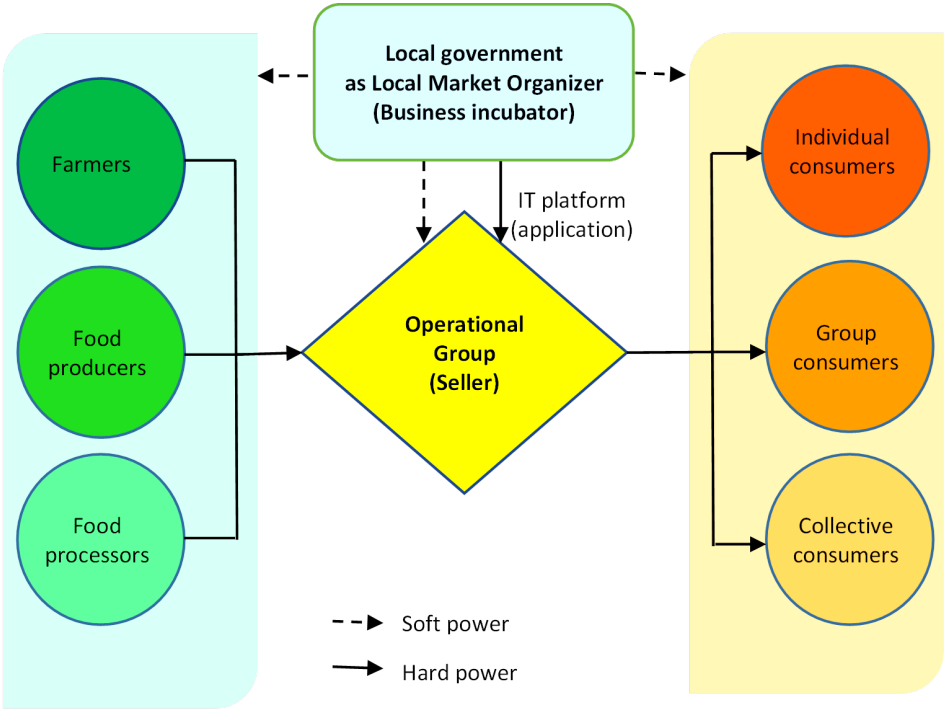 Local government
as Local Market Organizer
(Business incubator)
Farmers
Food
producers
Food
processors
IT platform
(application)
Operational
Group
(Seller)
Individual
consumers
Group
consumers
Collective
consumers
Soft power
Hard power